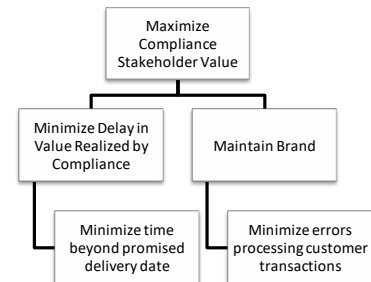 Maximize
Compliance
Stakeholder Value
Minimize Delay in
Value Realized by
Compliance
Maintain Brand
Minimize time
beyond promised
delivery date
Minimize errors
processing customer
transactions